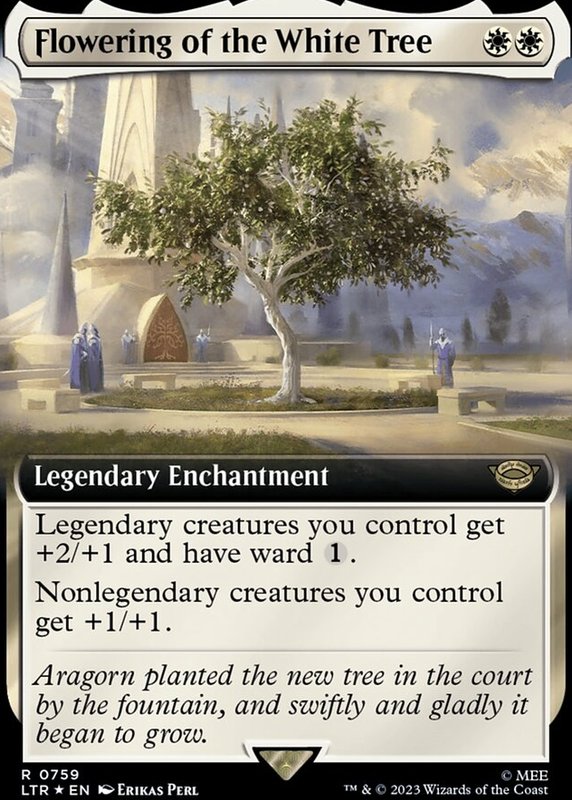 Flowering of the White Tree
Legendary Enchantment
Legendary creatures you control get
+2/+1 and have ward 1.
Nonlegendary creatures you control
get +1/+1.
Aragorn planted the new tree in the court
by the fountain, and swiftly and gladly it
began to grow.
R 0759
LTR ★ EN Erikas Perl
© MEE
™ & © 2023 Wizards of the Coast